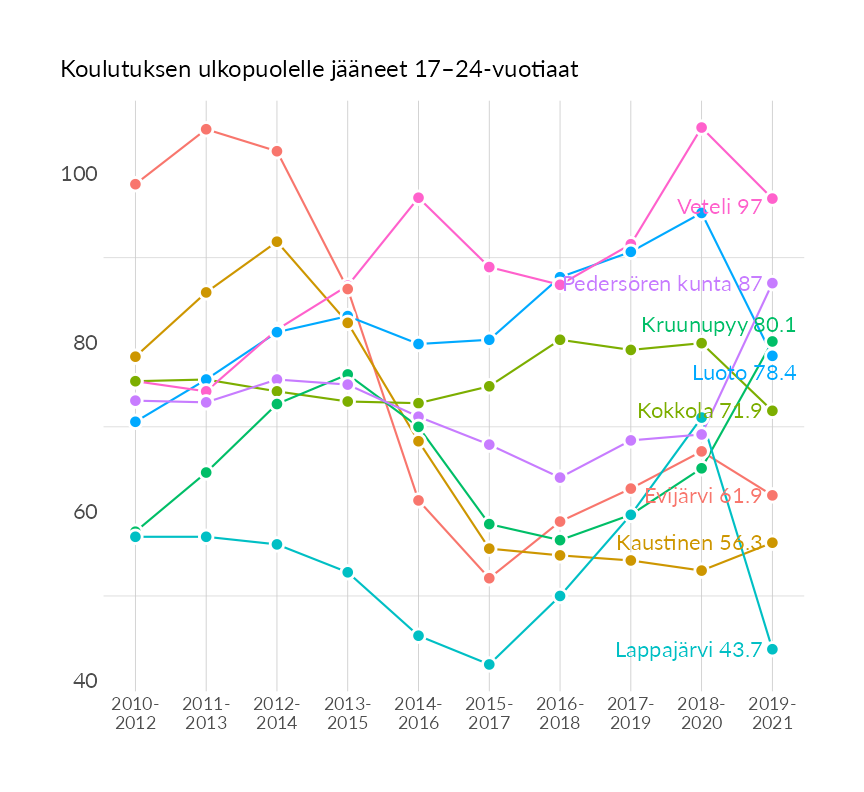 Koulutuksen ulkopuolelle jääneet 17–24-vuotiaat
100
80
60
40
Veteli 97
Pedersören kunta 87
Kruunupyy 80.1
Luoto 78.4
Kokkola 71.9
Evijärvi 61.9
Kaustinen 56.3
Lappajärvi 43.7
2010- 2011- 2012- 2013- 2014- 2015- 2016- 2017- 2018- 2019-
2012 2013 2014 2015 2016 2017 2018 2019 2020 2021